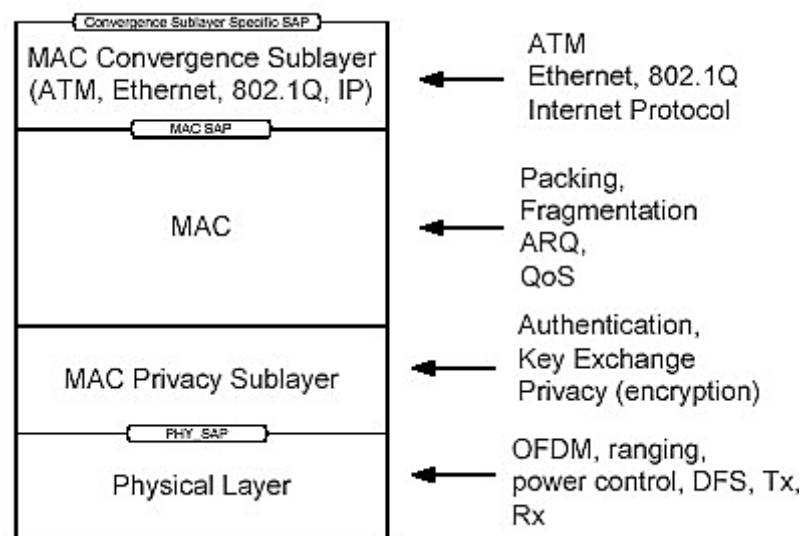 Convergence Sublayer Specific SAP
MAC Convergence Sublayer
(ATM, Ethernet, 802.1Q, IP)
ATM
Ethernet, 802.1Q
Internet Protocol
MAC SAP
MAC
Packing,
Fragmentation
ARQ,
QoS
MAC Privacy Sublayer
Authentication,
Key Exchange
Privacy (encryption)
PHY_SAP
Physical Layer
OFDM, ranging,
power control, DFS, Tx,
Rx